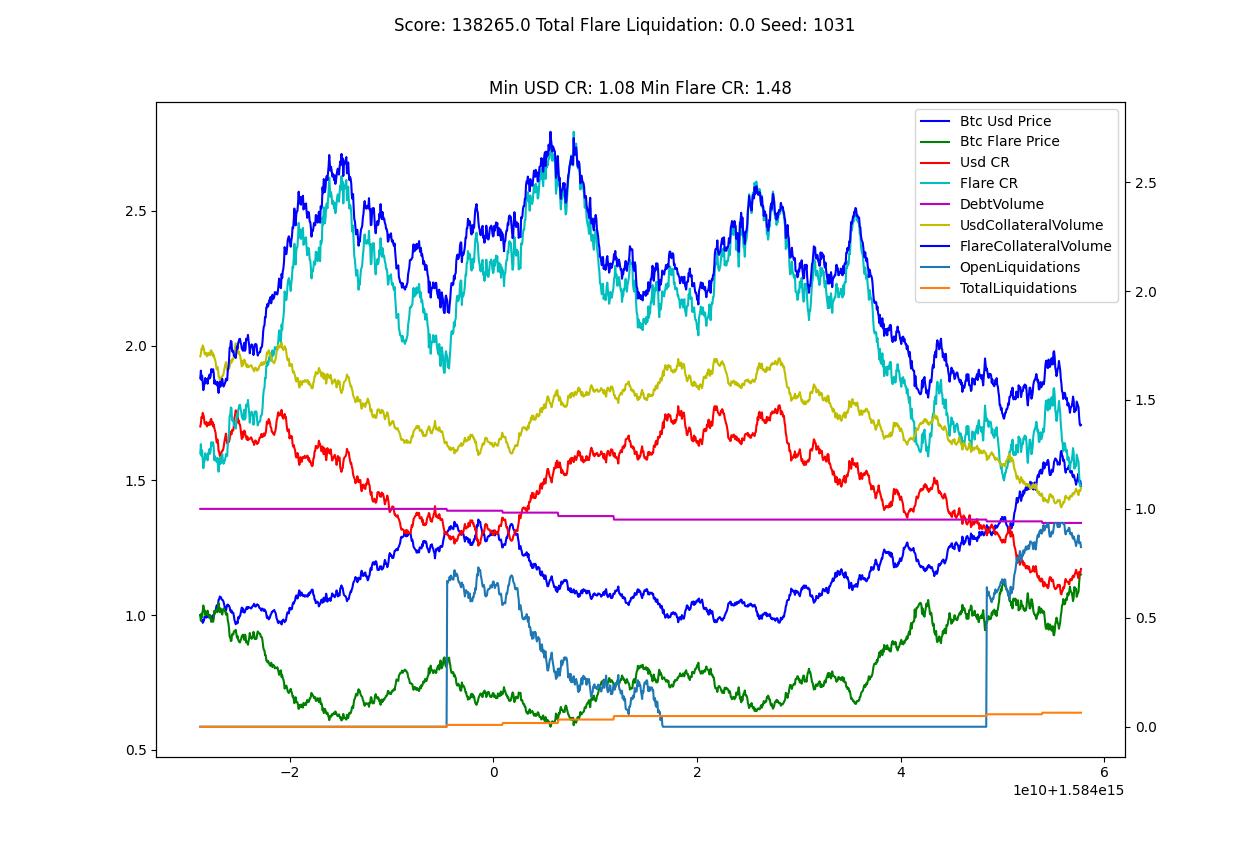 Score: 138265.0 Total Flare Liquidation: 0.0 Seed: 1031
Min USD CR: 1.08 Min Flare CR: 1.48
Btc Usd Price
Btc Flare Price
Usd CR
Flare CR
DebtVolume
UsdCollateralVolume
FlareCollateralVolume
OpenLiquidations
TotalLiquidations
2.5
2.0
1.5
1.0
0.5
2.5
2.0
1.5
1.0
0.5
0.0
−2 0 2 4 6
1e10+1.584e15